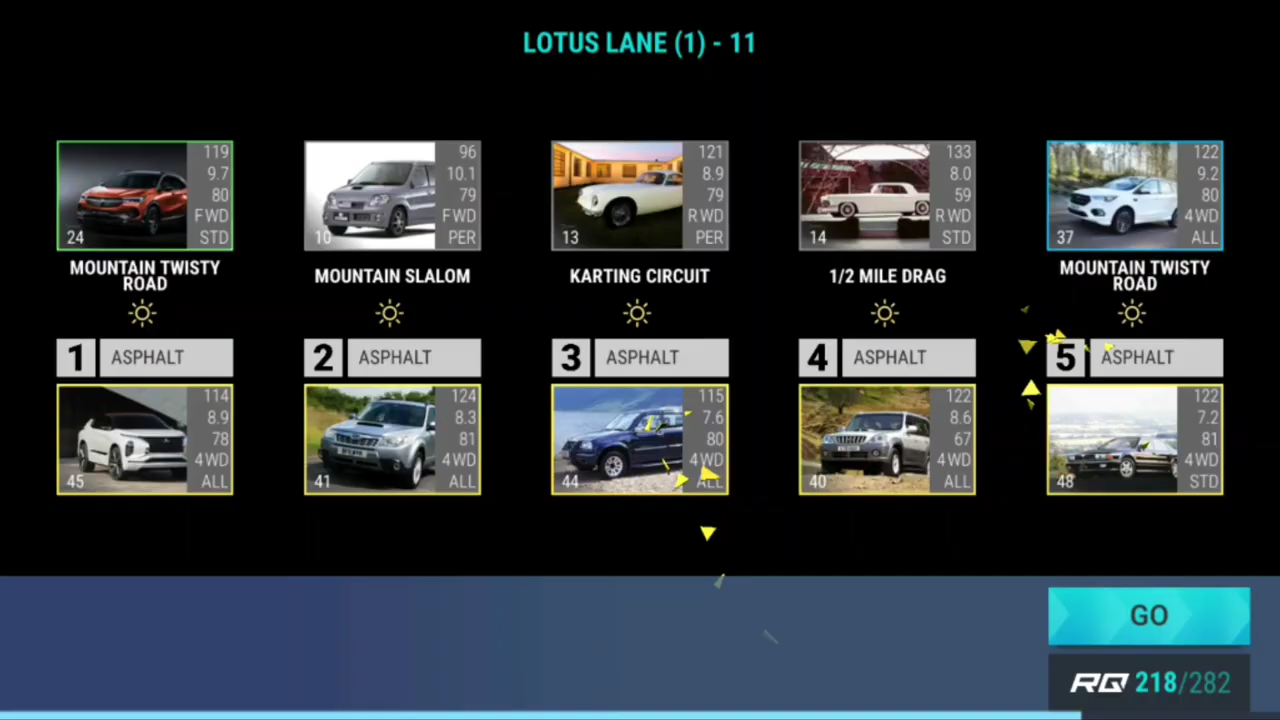 LOTUS LANE (1) - 11
119
9.7
80
FWD
24
STD
96
10.1
79
FWD
10
PER
121
8.9
79
RWD
13
PER
133
8.0
59
RWD
14
STD
122
9.2
80
4WD
37
ALL
MOUNTAIN TWISTY
ROAD
MOUNTAIN SLALOM
KARTING CIRCUIT
1/2 MILE DRAG
MOUNTAIN TWISTY
ROAD
1 ASPHALT
2 ASPHALT
3 ASPHALT
4 ASPHALT
5 ASPHALT
114
8.9
78
4WD
45
ALL
124
8.3
81
4WD
41
ALL
115
7.6
80
4WD
44
ALL
122
8.6
67
4WD
40
ALL
122
7.2
81
4WD
48
STD
GO
RQ 218/282